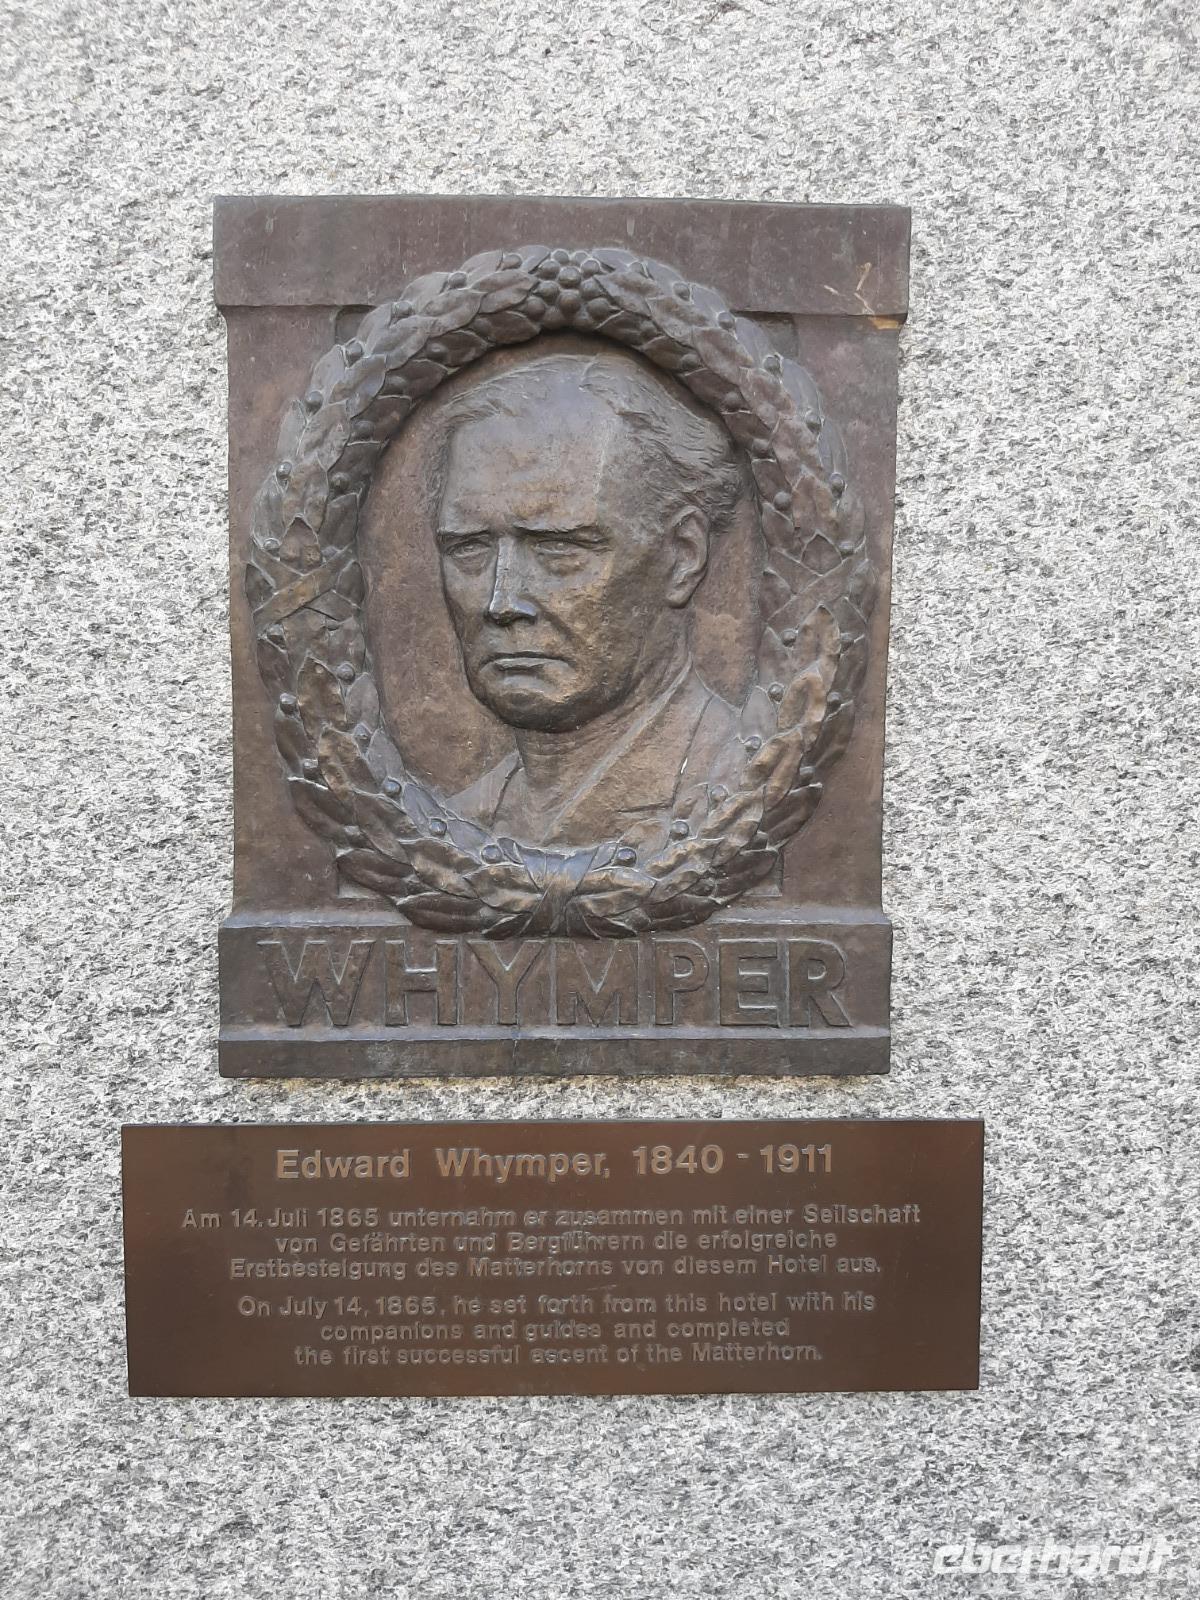 WHYMPER
Edward Whymper, 1840 - 1911
Am 14. Juli 1865 unternahm er zusammen mit einer Seilschaft
von Gefährten und Bergführern die erfolgreiche
Erstbesteigung des Matterhorns von diesem Hotel aus.
On July 14, 1865, he set forth from this hotel with his
companions and guides and completed
the first successful ascent of the Matterhorn.
eberhardt